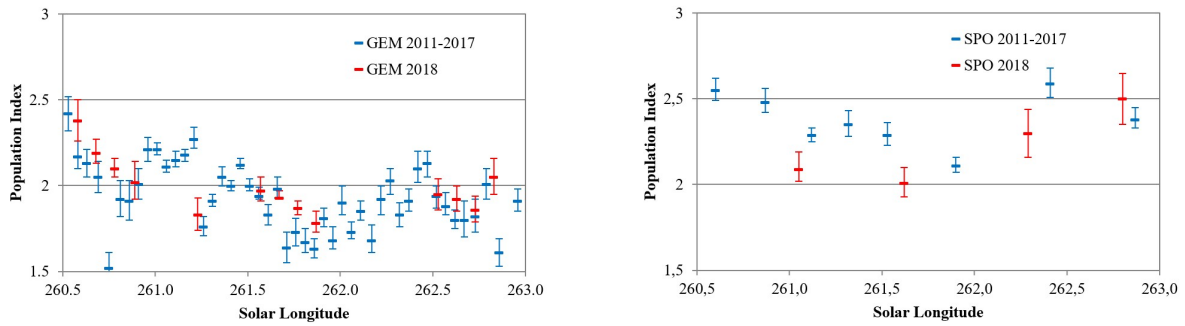 3
2.5
2
1.5
Population Index
GEM 2011-2017
GEM 2018
260.5 261.0 261.5 262.0 262.5 263.0
Solar Longitude
3
2,5
2
1,5
Population Index
SPO 2011-2017
SPO 2018
260,5 261,0 261,5 262,0 262,5 263,0
Solar Longitude